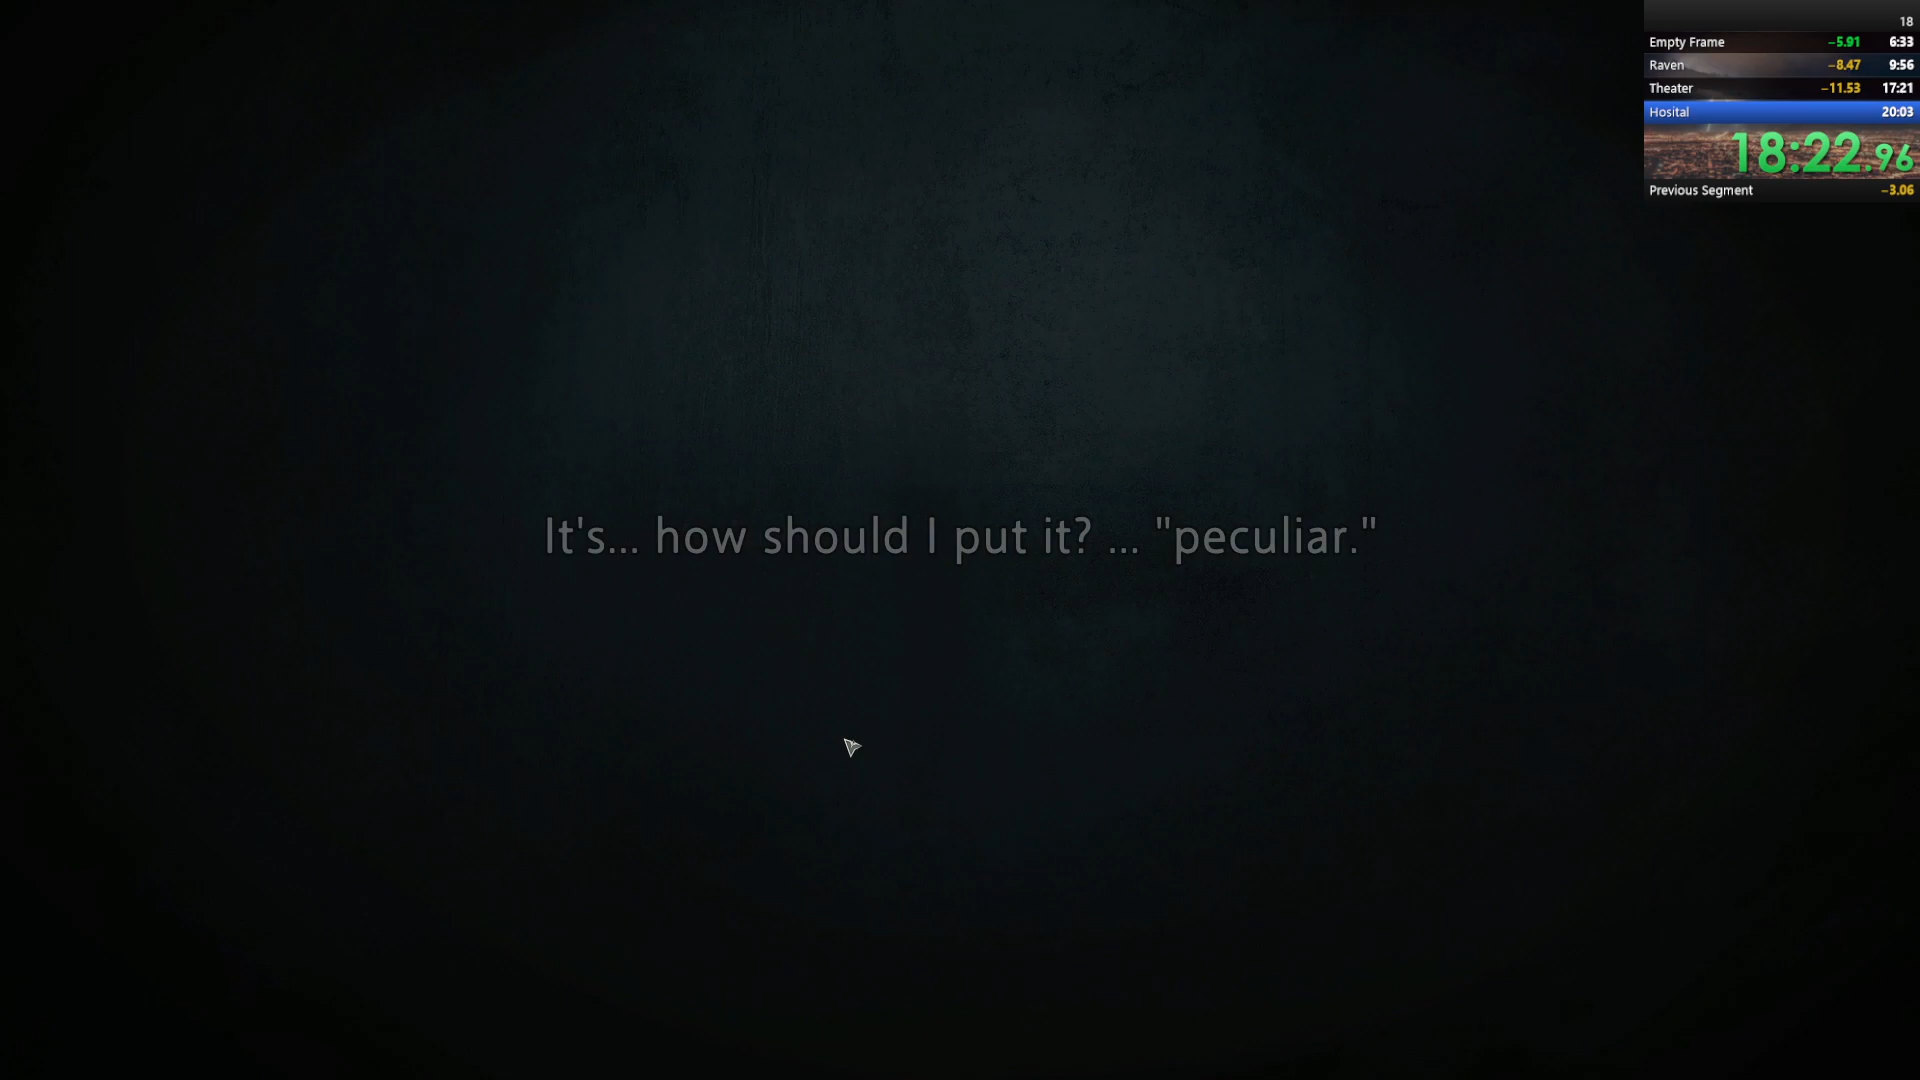 18
Empty Frame −5.91 6:33
Raven −8.47 9:56
Theater −11.53 17:21
Hosital 20:03
18:22.96
Previous Segment −3.06
It's... how should I put it? ... "peculiar."